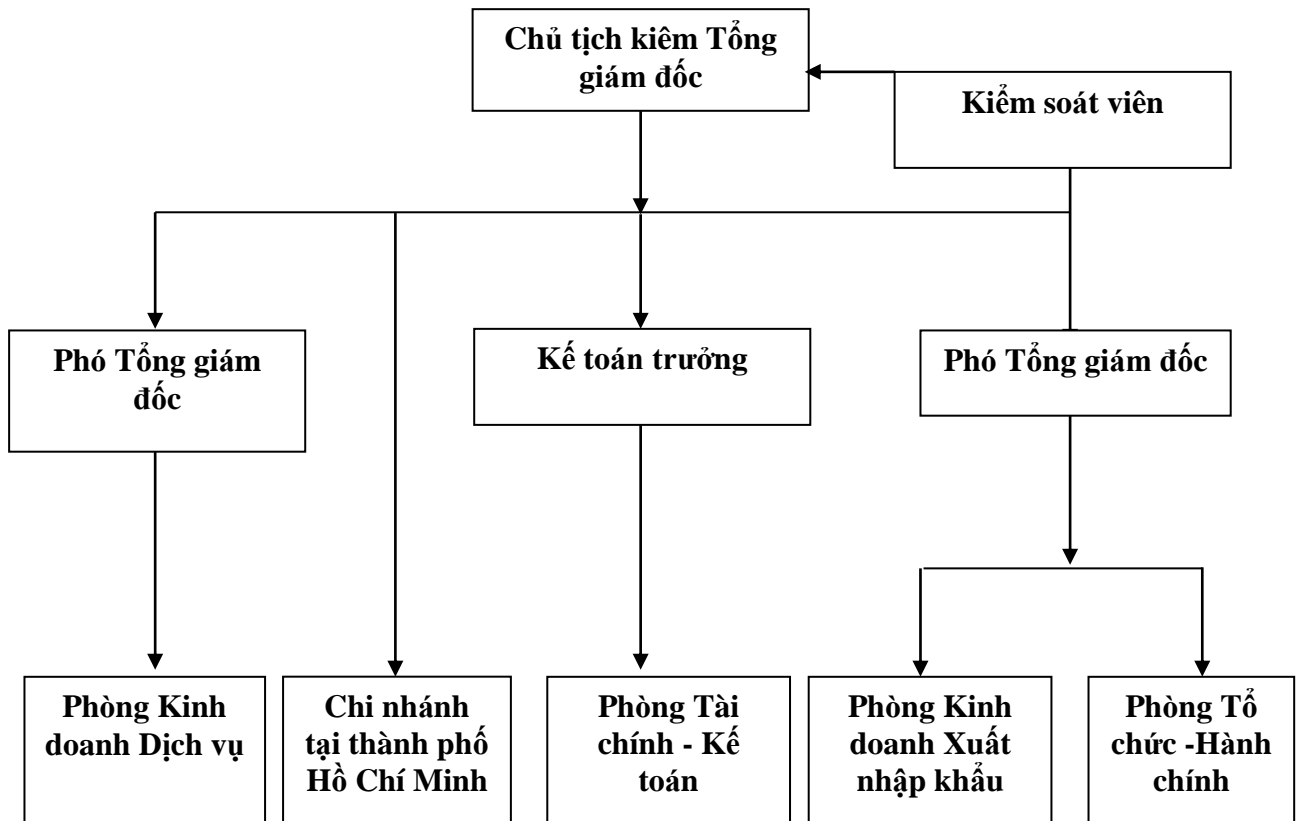 Chủ tịch kiêm Tổng
giám đốc
Kiểm soát viên
Phó Tổng giám
đốc
Kế toán trưởng
Phó Tổng giám đốc
Phòng Kinh
doanh Dịch vụ
Chi nhánh
tại thành phố
Hồ Chí Minh
Phòng Tài
chính - Kế
toán
Phòng Kinh
doanh Xuất
nhập khẩu
Phòng Tổ
chức -Hành
chính